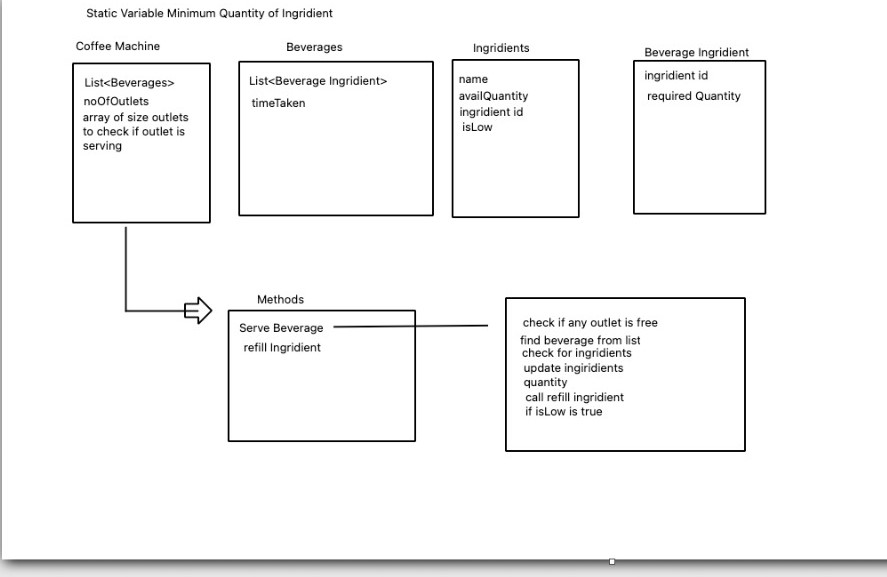 Static Variable Minimum Quantity of Ingridient
Coffee Machine
List<Beverages>
noOfOutlets
array of size outlets
to check if outlet is
serving
Beverages
List<Beverage Ingridient>
timeTaken
Ingridients
name
availQuantity
ingridient id
isLow
Beverage Ingridient
ingridient id
required Quantity
Methods
Serve Beverage
refill Ingridient
check if any outlet is free
find beverage from list
check for ingridients
update ingiridients
quantity
call refill ingridient
if isLow is true